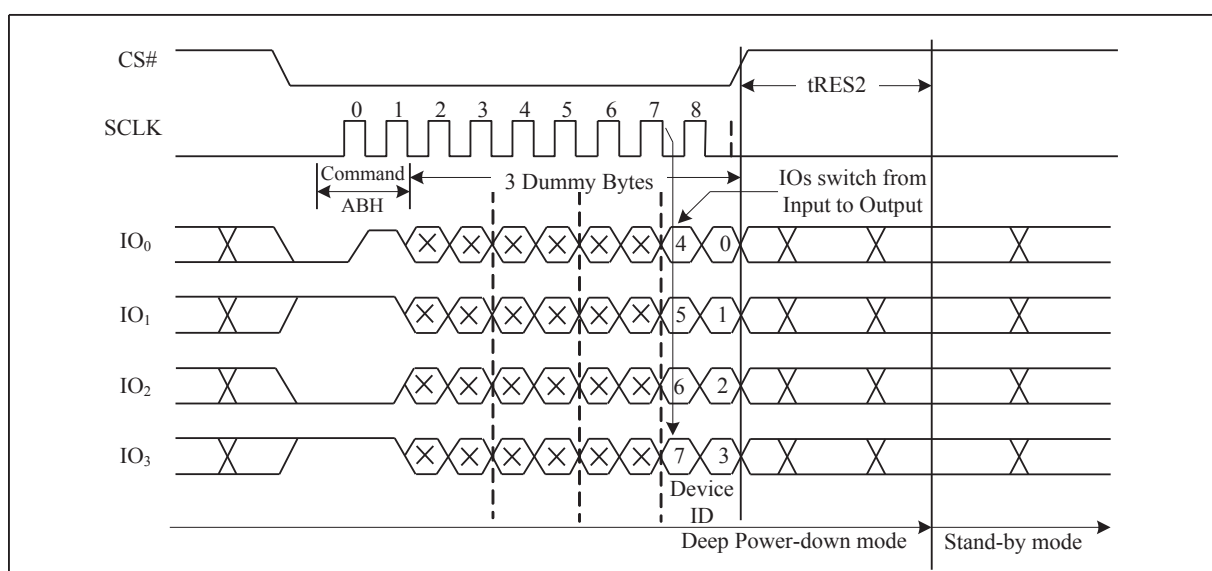 CS#
tRES2
0 1 2 3 4 5 6 7 8
SCLK
Command
ABH
3 Dummy Bytes
IOs switch from
Input to Output
IO0 4 0
IO1 5 1
IO2 6 2
IO3 7 3
Device
ID
Deep Power-down mode
Stand-by mode